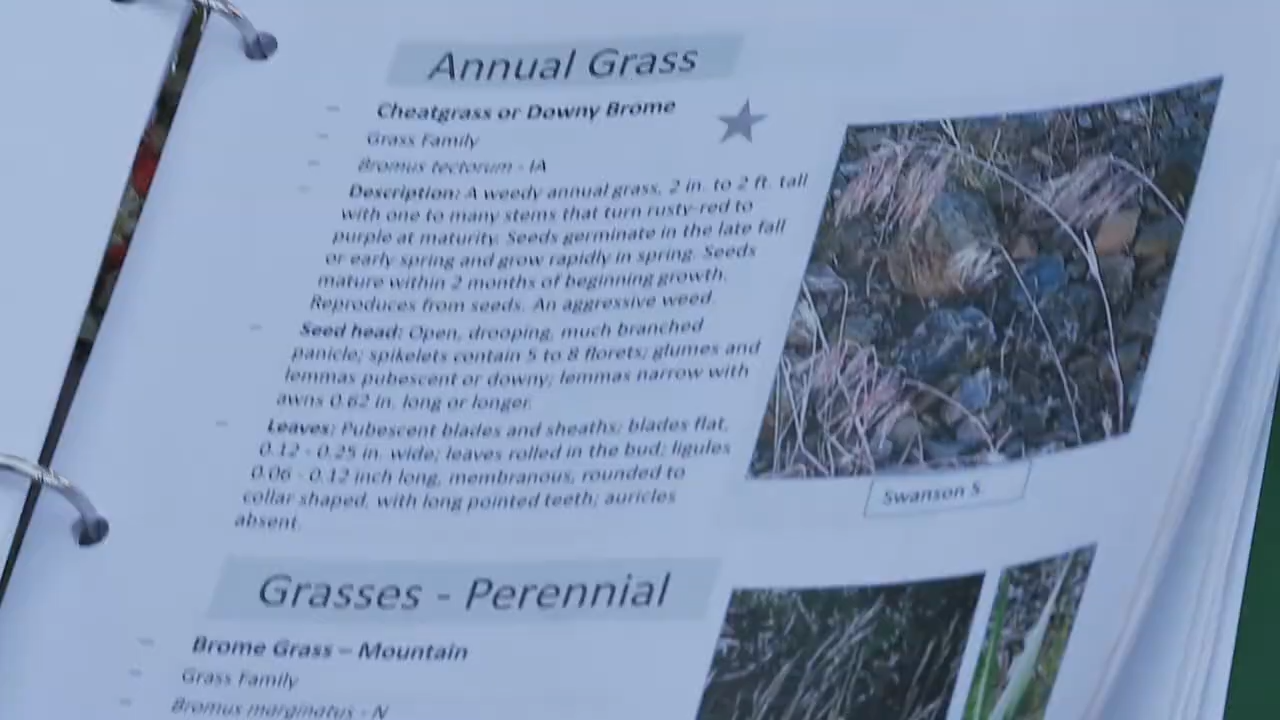 Annual Grass
Cheatgrass or Downy Brome
Grass Family
Bromus tectorum - IA
Description: A weedy annual grass, 2 in. to 2 ft. tall
with one to many stems that turn rusty-red to
purple at maturity. Seeds germinate in the late fall
or early spring and grow rapidly in spring. Seeds
mature within 2 months of beginning growth.
Reproduces from seeds. An aggressive weed.
Seed head: Open, drooping, much branched
panicle; spikelets contain 5 to 8 florets; glumes and
lemmas pubescent or downy; lemmas narrow with
awns 0.62 in. long or longer.
Leaves: Pubescent blades and sheaths; blades flat,
0.12 - 0.25 in. wide; leaves rolled in the bud; ligules
0.06 - 0.12 inch long, membranous, rounded to
collar shaped, with long pointed teeth; auricles
absent.
Swanson S.
Grasses - Perennial
Brome Grass – Mountain
Grass Family
Bromus marginatus - N